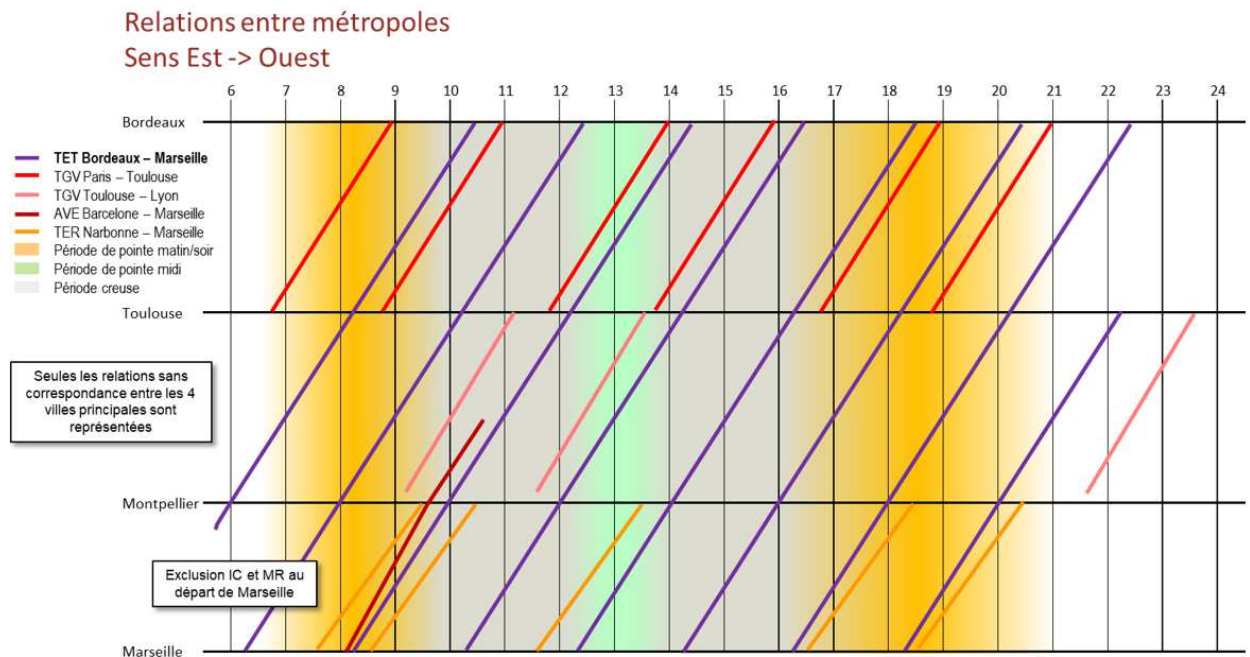 Relations entre métropoles
Sens Est -> Ouest
6 7 8 9 10 11 12 13 14 15 16 17 18 19 20 21 22 23 24
Bordeaux
TET Bordeaux – Marseille
TGV Paris – Toulouse
TGV Toulouse – Lyon
AVE Barcelone – Marseille
TER Narbonne – Marseille
Période de pointe matin/soir
Période de pointe midi
Période creuse
Toulouse
Seules les relations sans
correspondance entre les 4
villes principales sont
représentées
Montpellier
Exclusion IC et MR au
départ de Marseille
Marseille